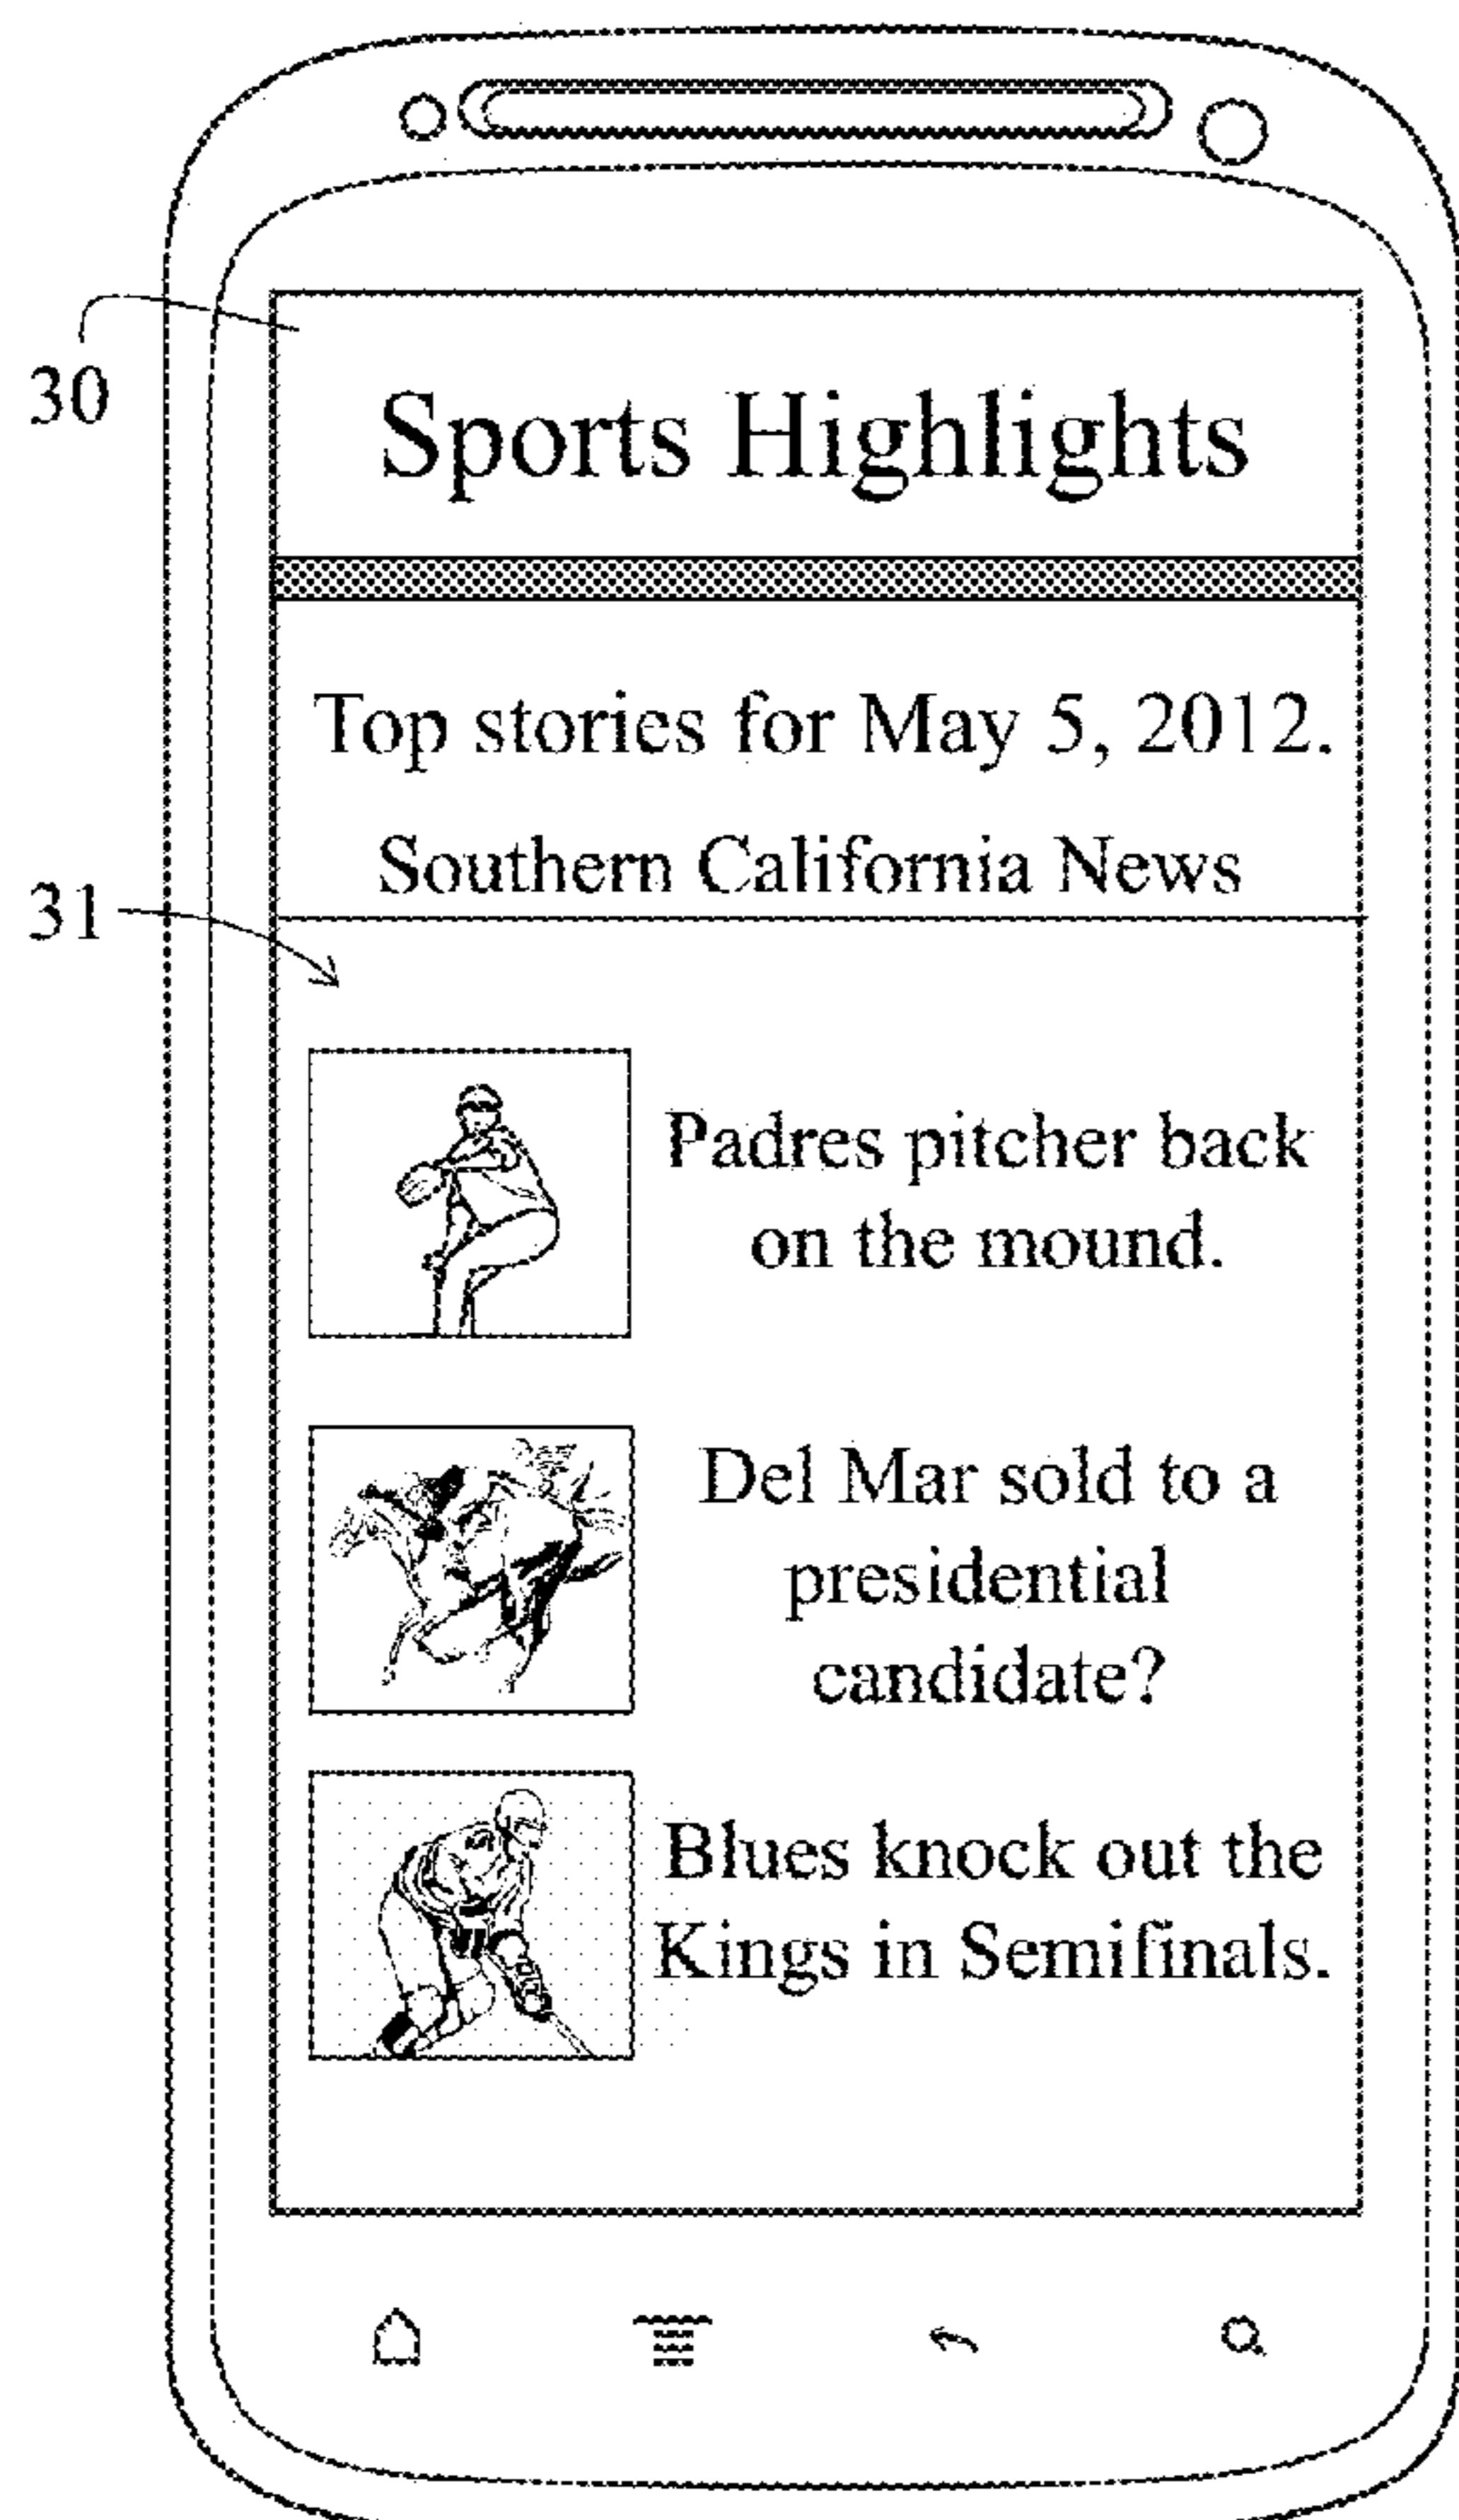 30
Sports Highlights
Top stories for May 5, 2012.
Southern California News
31
Padres pitcher back
on the mound.
Del Mar sold to a
presidential
candidate?
Blues knock out the
Kings in Semifinals.